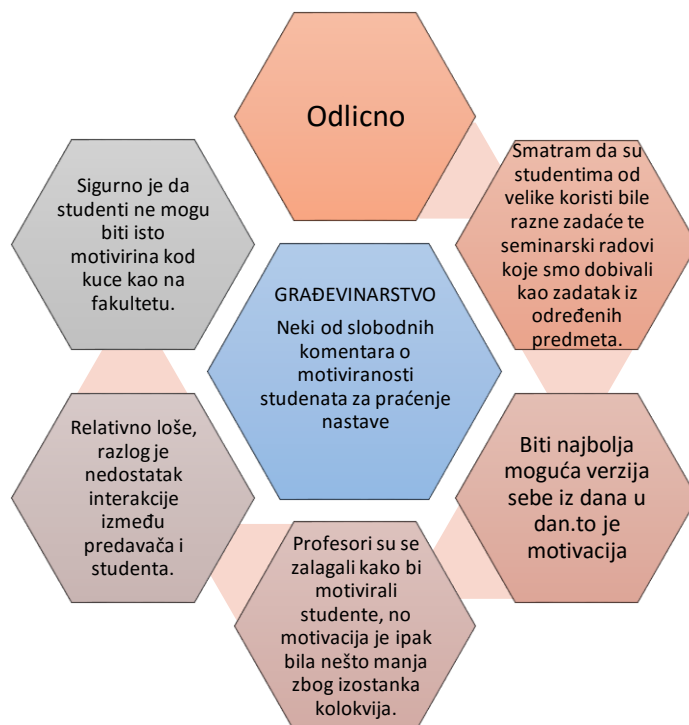 Odlicno
Smatram da su
studentima od
velike koristi bile
razne zadaće te
seminarski radovi
koje smo dobivali
kao zadatak iz
određenih
predmeta.
Biti najbolja
moguća verzija
sebe iz dana u
dan.to je
motivacija
Profesori su se
zalagali kako bi
motivirali
studente, no
motivacija je ipak
bila nešto manja
zbog izostanka
kolokvija.
Relativno loše,
razlog je
nedostatak
interakcije
između
predavača i
studenta.
Sigurno je da
studenti ne mogu
biti isto
motivirina kod
kuce kao na
fakultetu.
GRAĐEVINARSTVO
Neki od slobodnih
komentara o
motiviranosti
studenata za praćenje
nastave